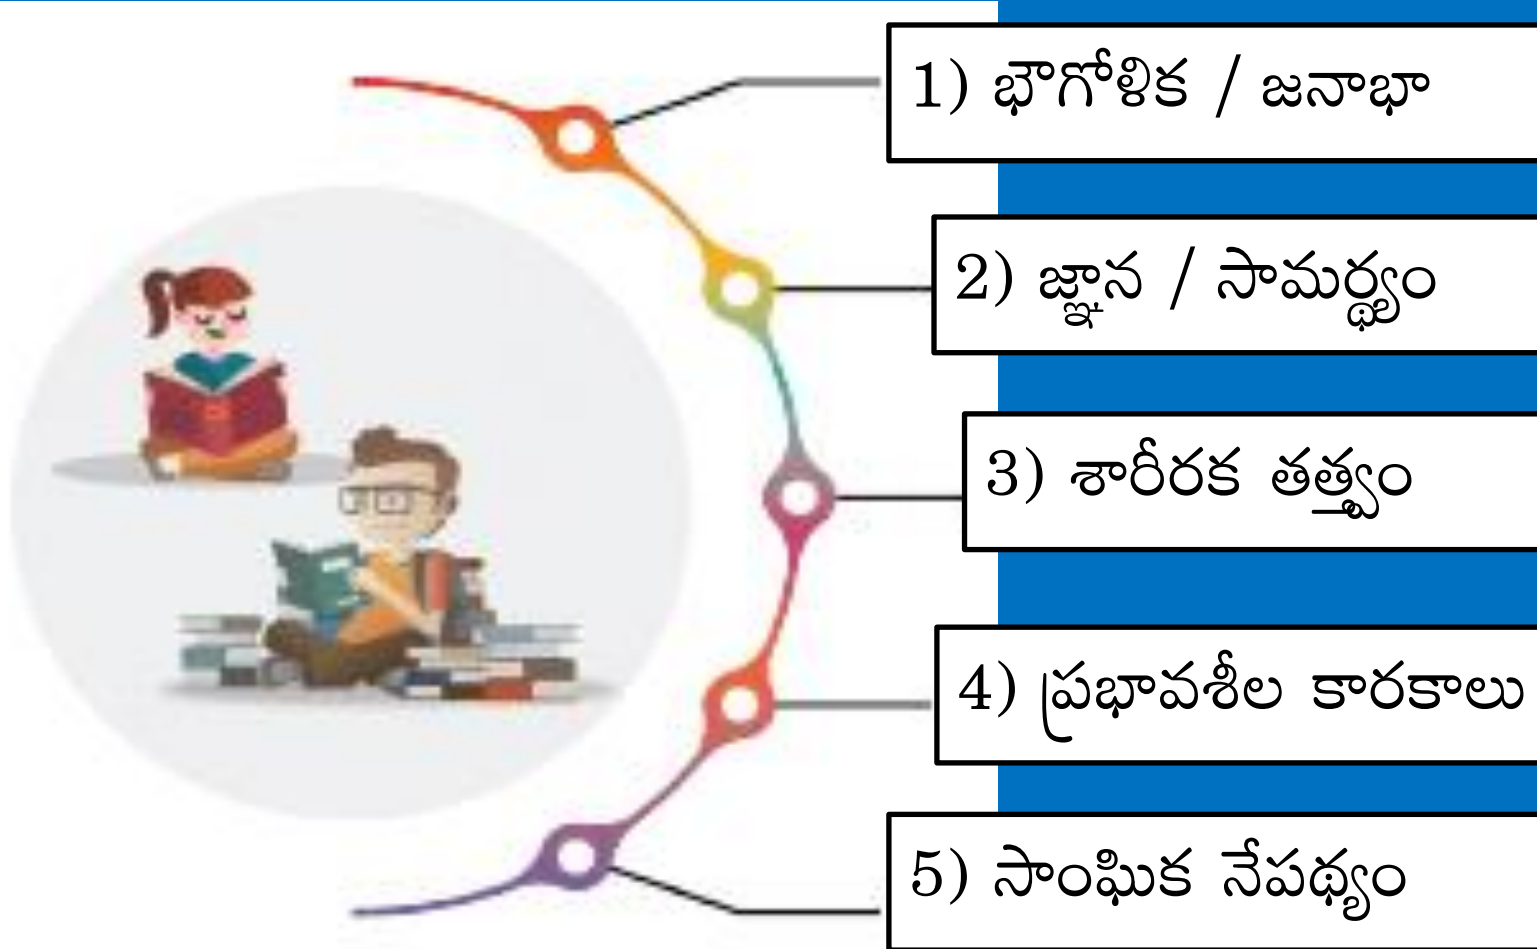 1) భౌగోళిక / జనాభా
2) జ్ఞాన / సామర్థ్యం
3) శారీరక తత్త్వం
4) ప్రభావశీల కారకాలు
5) సాంఘిక నేపథ్యం